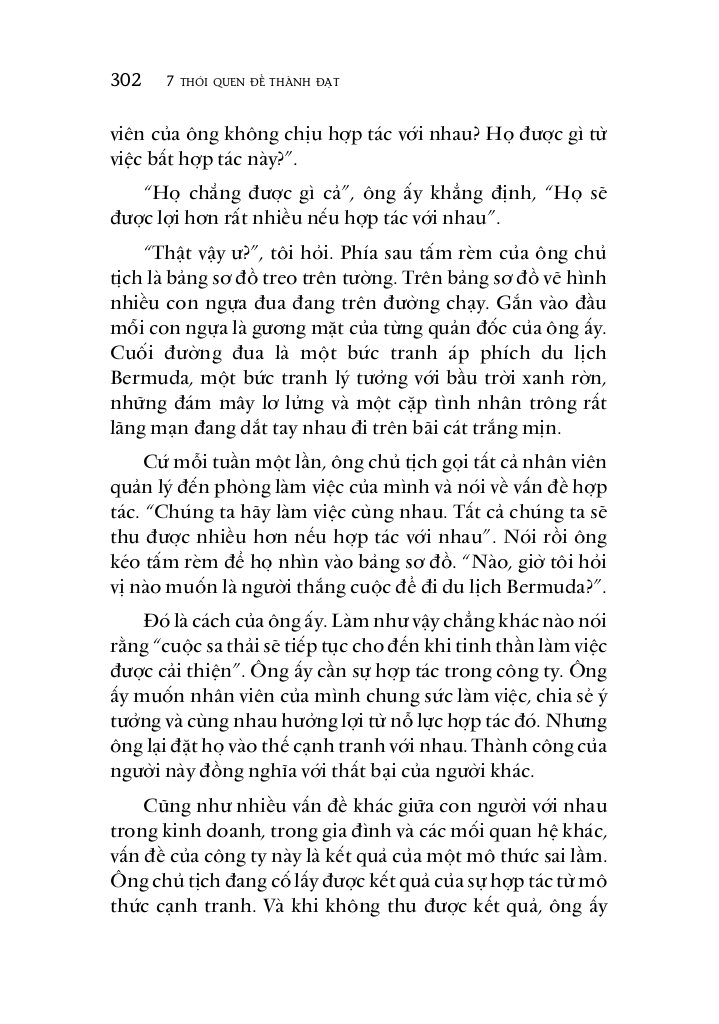 302 7 THÓI QUEN ĐỂ THÀNH ĐẠT
viên của ông không chịu hợp tác với nhau? Họ được gì từ
việc bất hợp tác này?”.
“Họ chẳng được gì cả”, ông ấy khẳng định, “Họ sẽ
được lợi hơn rất nhiều nếu hợp tác với nhau”.
“Thật vậy ư?”, tôi hỏi. Phía sau tấm rèm của ông chủ
tịch là bảng sơ đồ treo trên tường. Trên bảng sơ đồ vẽ hình
nhiều con ngựa đua đang trên đường chạy. Gắn vào đầu
mỗi con ngựa là gương mặt của từng quản đốc của ông ấy.
Cuối đường đua là một bức tranh áp phích du lịch
Bermuda, một bức tranh lý tưởng với bầu trời xanh rờn,
những đám mây lơ lửng và một cặp tình nhân trông rất
lãng mạn đang dắt tay nhau đi trên bãi cát trắng mịn.
Cứ mỗi tuần một lần, ông chủ tịch gọi tất cả nhân viên
quản lý đến phòng làm việc của mình và nói về vấn đề hợp
tác. “Chúng ta hãy làm việc cùng nhau. Tất cả chúng ta sẽ
thu được nhiều hơn nếu hợp tác với nhau”. Nói rồi ông
kéo tấm rèm để họ nhìn vào bảng sơ đồ. “Nào, giờ tôi hỏi
vị nào muốn là người thắng cuộc để đi du lịch Bermuda?”.
Đó là cách của ông ấy. Làm như vậy chẳng khác nào nói
rằng “cuộc sa thải sẽ tiếp tục cho đến khi tinh thần làm việc
được cải thiện”. Ông ấy cần sự hợp tác trong công ty. Ông
ấy muốn nhân viên của mình chung sức làm việc, chia sẻ ý
tưởng và cùng nhau hưởng lợi từ nỗ lực hợp tác đó. Nhưng
ông lại đặt họ vào thế cạnh tranh với nhau. Thành công của
người này đồng nghĩa với thất bại của người khác.
Cũng như nhiều vấn đề khác giữa con người với nhau
trong kinh doanh, trong gia đình và các mối quan hệ khác,
vấn đề của công ty này là kết quả của một mô thức sai lầm.
Ông chủ tịch đang cố lấy được kết quả của sự hợp tác từ mô
thức cạnh tranh. Và khi không thu được kết quả, ông ấy